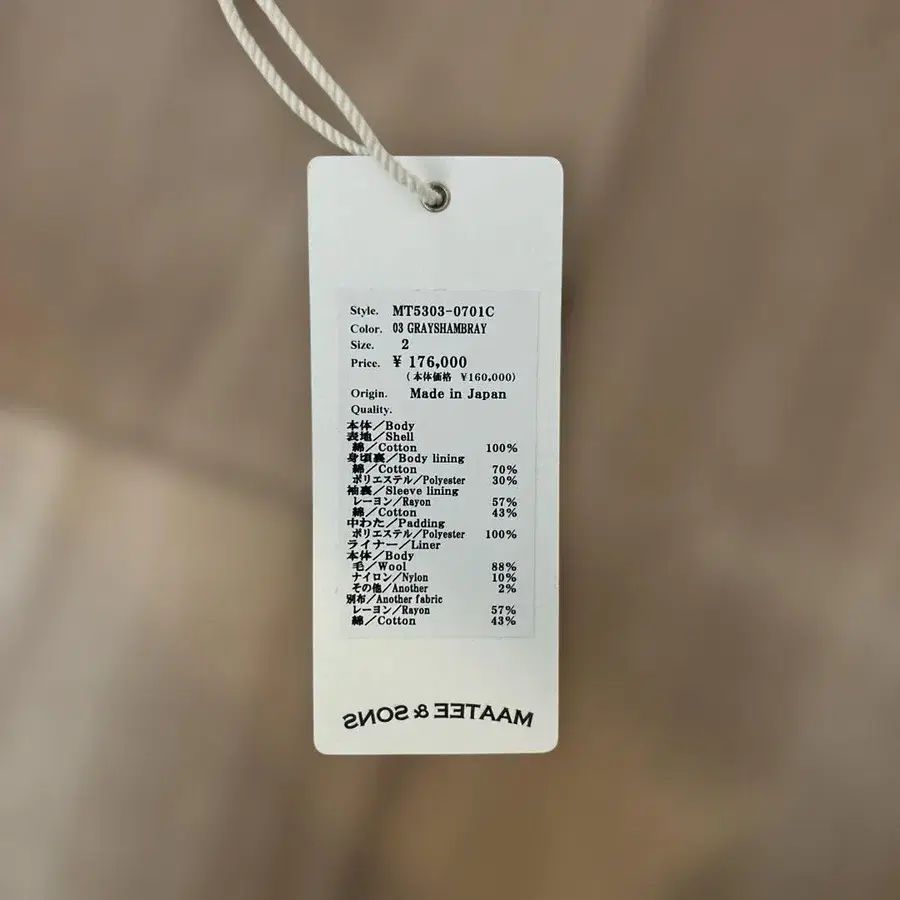 Style. MT5303-0701C
Color. 03 GRAYSHAMBRAY
Size. 2
Price. ¥ 176,000
(本体価格 ¥160,000)
Origin. Made in Japan
Quality.
本体/Body
表地/Shell
綿/Cotton 100%
身頃裏/Body lining
綿/Cotton 70%
ポリエステル/Polyester 30%
袖裏/Sleeve lining
レーヨン/Rayon 57%
綿/Cotton 43%
中わた/Padding
ポリエステル/Polyester 100%
ライナー/Liner
本体/Body
毛/Wool 88%
ナイロン/Nylon 10%
その他/Another 2%
別布/Another fabric
レーヨン/Rayon 57%
綿/Cotton 43%
MAATEE & SONS